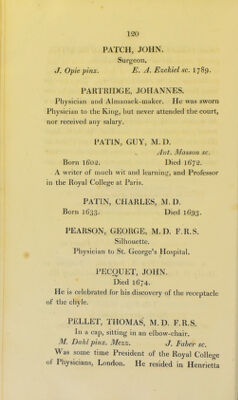 120
PATCH, JOHN.
Surgeon.
J. Opie pinx. E. A. Ezekiel sc. 1789.
PARTRIDGE, JOHANNES.
Physician and Almanack-maker. He was sworn
Physician to the King, but never attended the court,
nor received any salary.
PATIN, GUY, M.D.
Ant. Masson sc.
Born 1602. Died 1672.
A writer of much wit and learning, and Professor
in the Royal College at Paris.
PATIN, CHARLES, M. D.
Born 1633. Died 1693.
PEARSON, GEORGE, M.D. F.R.S.
Silhouette.
Physician to St. George's Hospital.
PECQUET, JOHN.
Died 1674.
He is celebrated for his discovery of the receptacle
of the chyle.
PELLET, THOMAS, M. D. F.R.S.
In a cap, sitting in an elbow-chair.
M. Dahl pinx. Mezz. J. Faber sc.
Was some time President of the Royal College
of Physicians, London. He resided in Henrietta